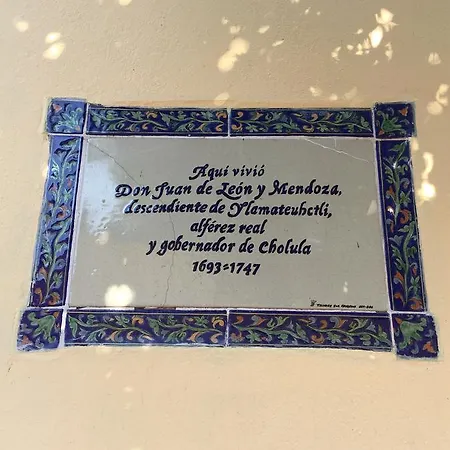 Aquí vivió
Don Juan de León y Mendoza,
descendiente de Ylamateuhctli,
alférez real
y gobernador de Cholula
1693=1747